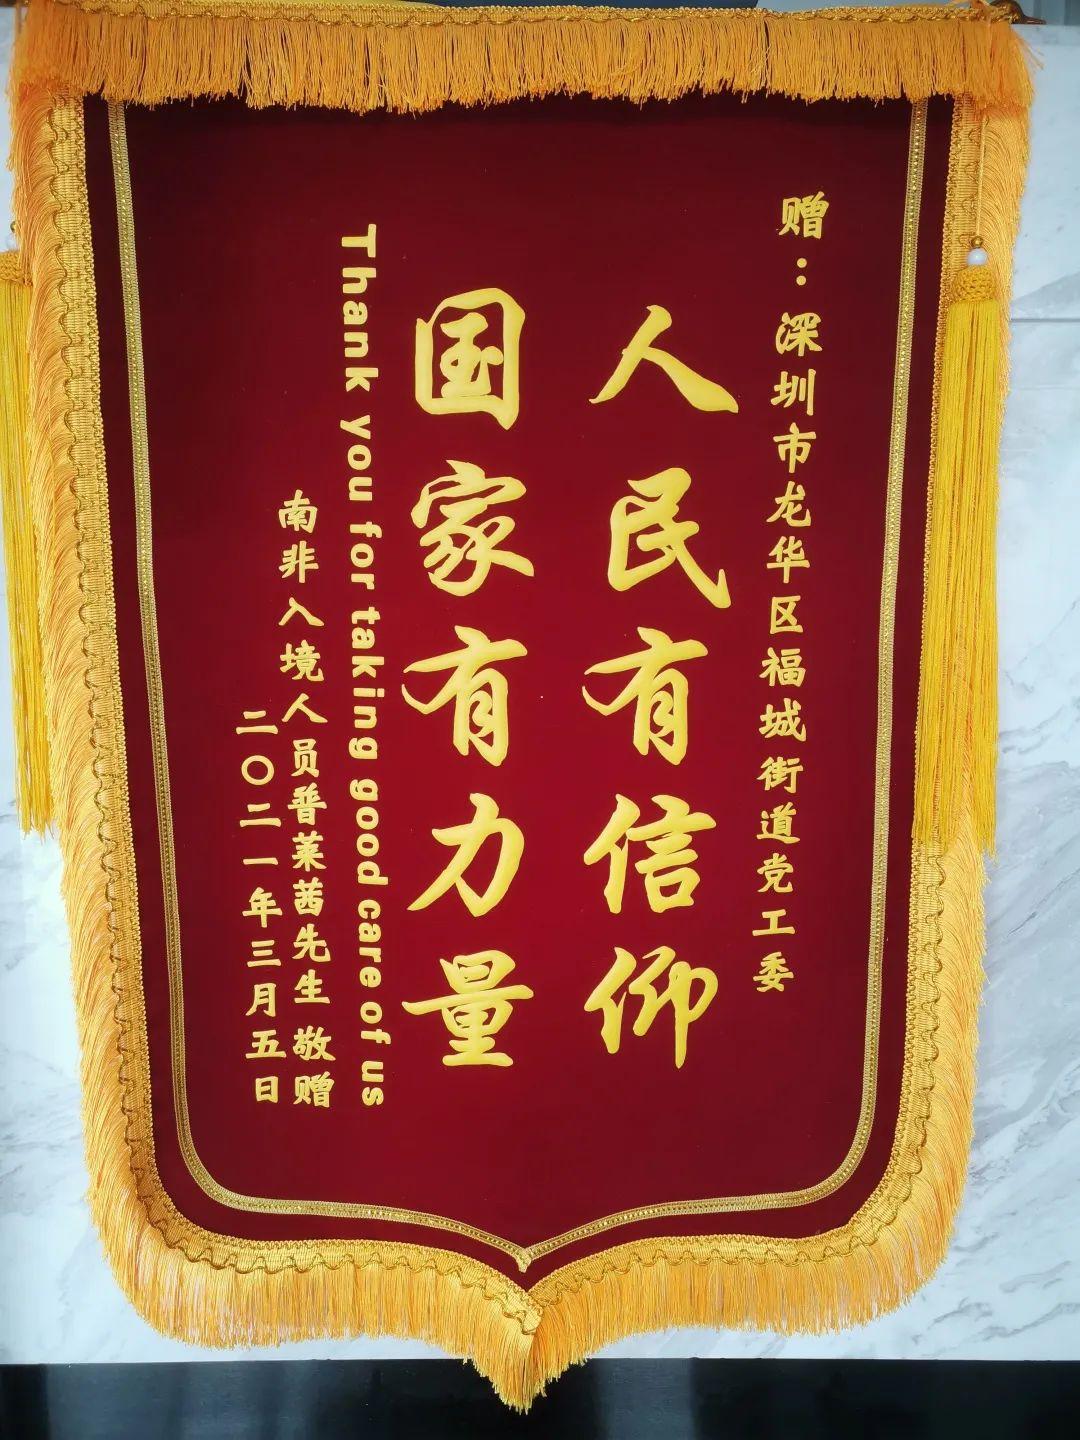 赠：深圳市龙华区福城街道党工委
人民有信仰
国家有力量
Thank you for taking good care of us
南非入境人员普莱茜先生 敬赠
二〇二一年三月五日